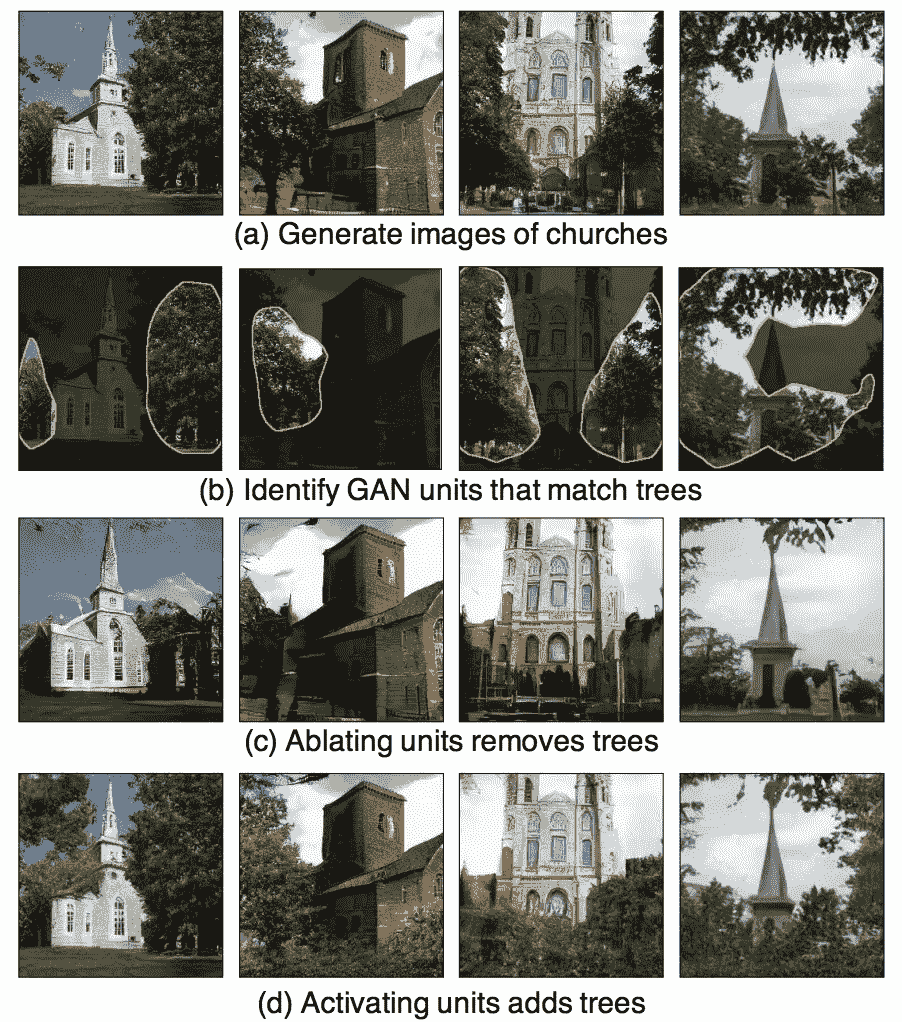 (a) Generate images of churches
(b) Identify GAN units that match trees
(c) Ablating units removes trees
(d) Activating units adds trees